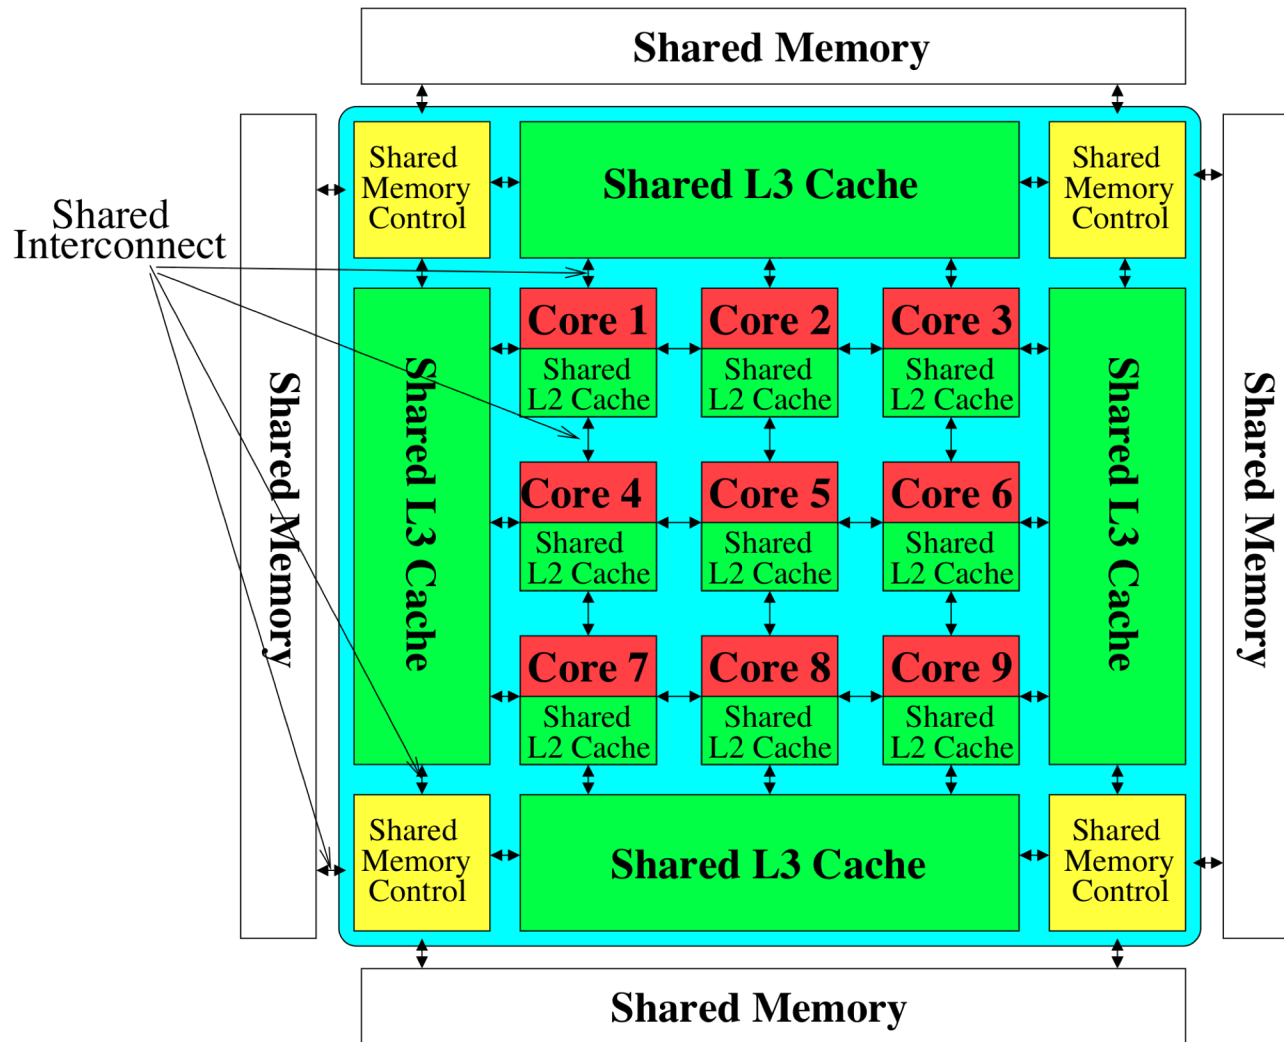 Shared Memory
Shared
Memory
Control
Shared L3 Cache
Shared
Memory
Control
Shared
Interconnect
Shared Memory
Shared L3 Cache
Core 1
Shared
L2 Cache
Core 2
Shared
L2 Cache
Core 3
Shared
L2 Cache
Shared L3 Cache
Shared Memory
Core 4
Shared
L2 Cache
Core 5
Shared
L2 Cache
Core 6
Shared
L2 Cache
Core 7
Shared
L2 Cache
Core 8
Shared
L2 Cache
Core 9
Shared
L2 Cache
Shared
Memory
Control
Shared L3 Cache
Shared
Memory
Control
Shared Memory